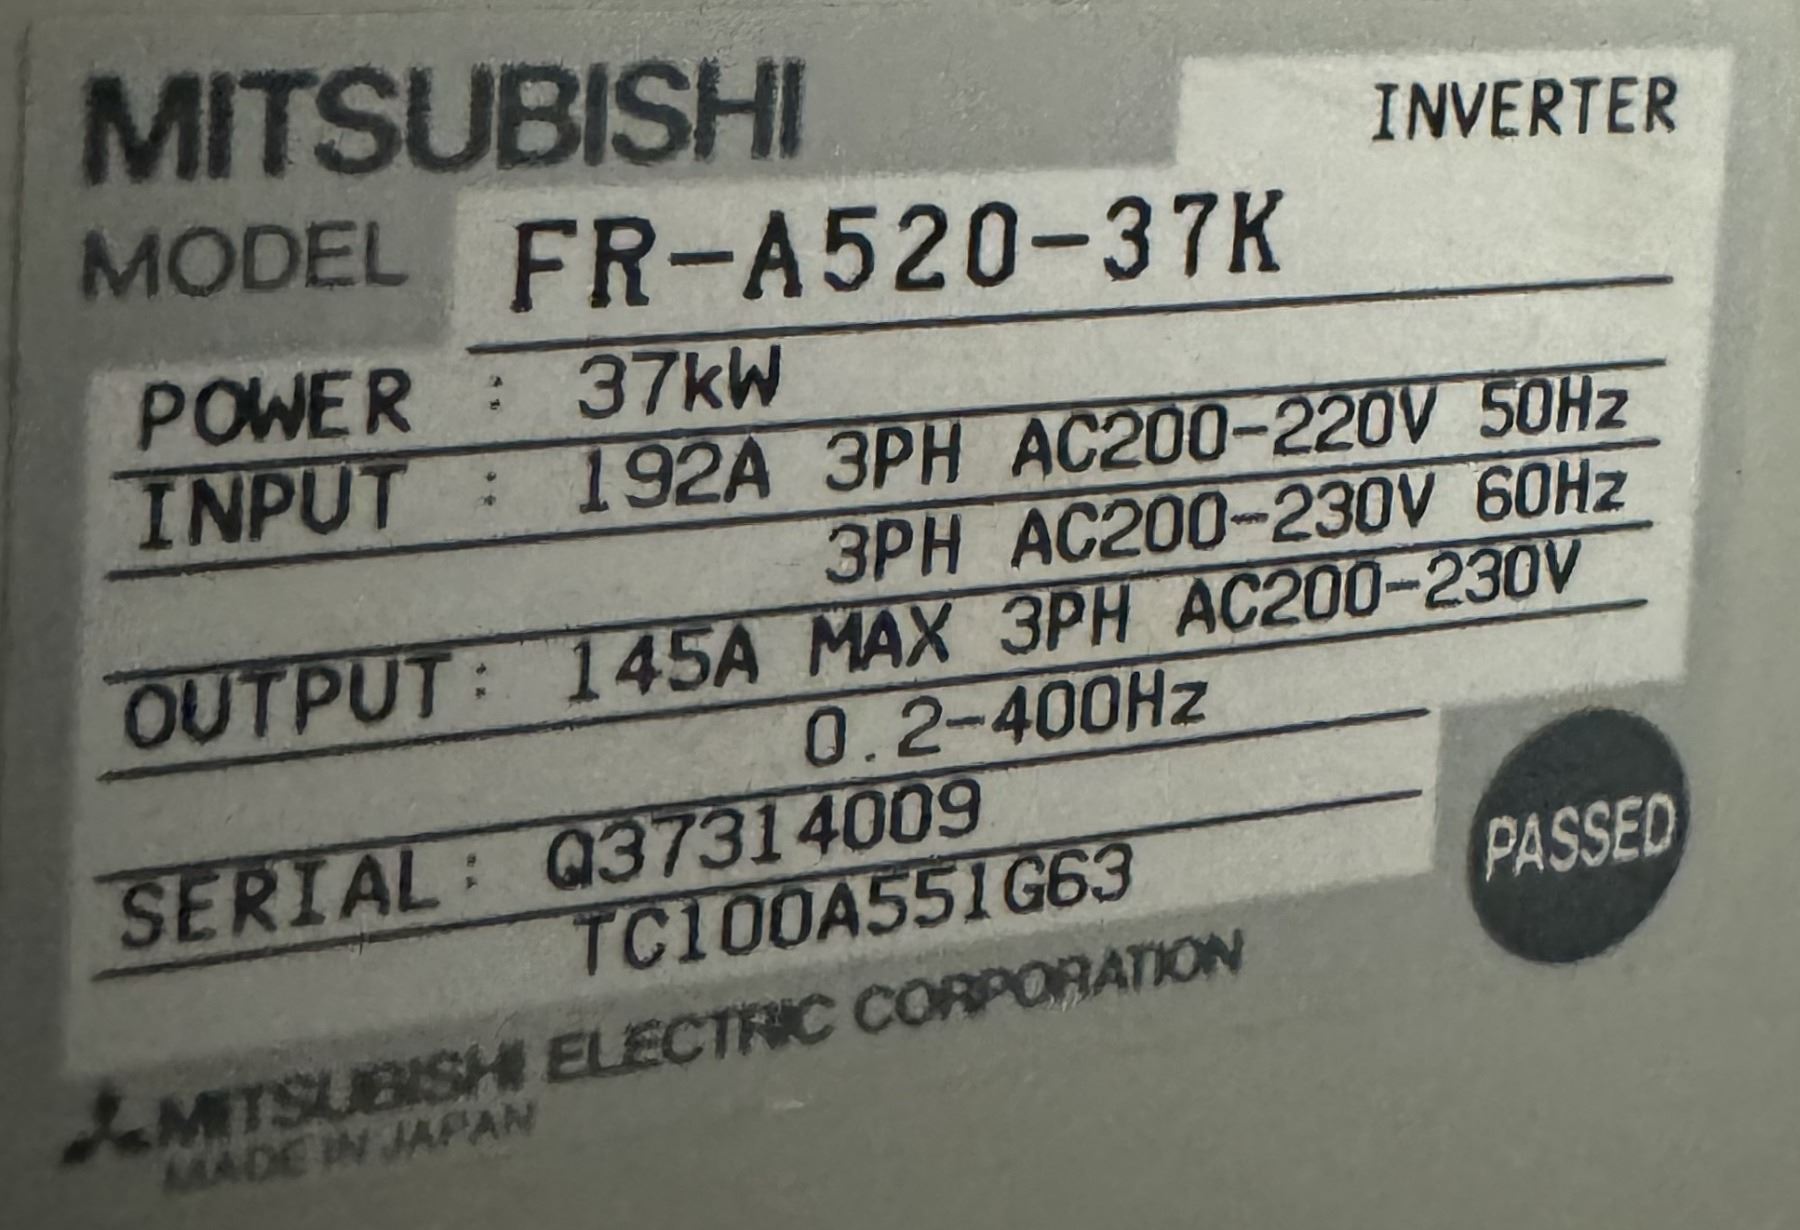 MITSUBISHI
INVERTER
MODEL FR-A520-37K
POWER : 37kW
INPUT : 192A 3PH AC200-220V 50Hz
3PH AC200-230V 60Hz
OUTPUT: 145A MAX 3PH AC200-230V
0.2-400Hz
SERIAL: Q37314009
TC100A551G63
PASSED
MITSUBISHI ELECTRIC CORPORATION
MADE IN JAPAN